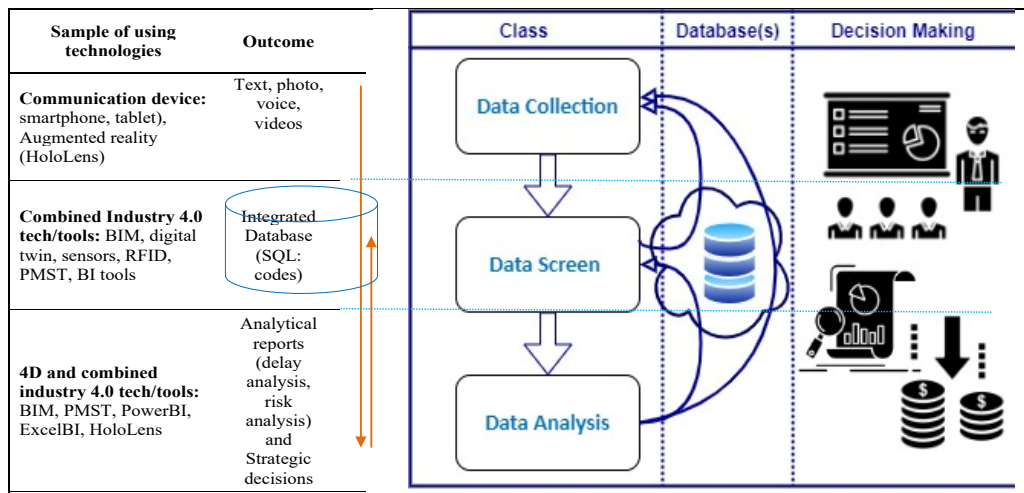 Sample of using
technologies
Outcome
Communication device:
smartphone, tablet),
Augmented reality
(HoloLens)
Text, photo,
voice,
videos
Combined Industry 4.0
tech/tools: BIM, digital
twin, sensors, RFID,
PMST, BI tools
Integrated
Database
(SQL:
codes)
4D and combined
industry 4.0 tech/tools:
BIM, PMST, PowerBI,
ExcelBI, HoloLens
Analytical
reports
(delay
analysis,
risk
analysis) and
Strategic
decisions
Class
Database(s)
Decision Making
Data Collection
Data Screen
Data Analysis
$
$